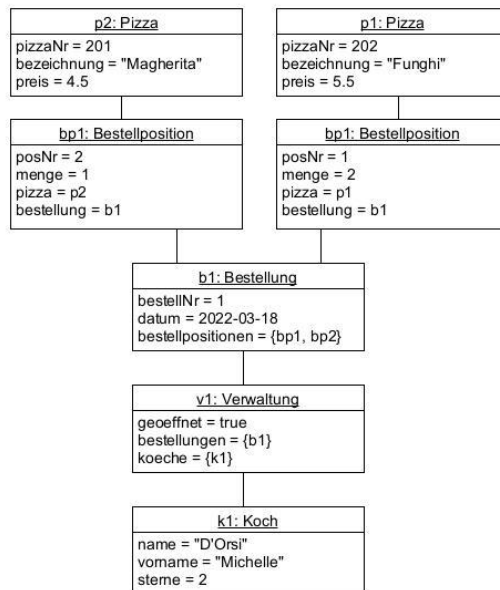 p2: Pizza
pizzaNr = 201
bezeichnung = "Magherita"
preis = 4.5
p1: Pizza
pizzaNr = 202
bezeichnung = "Funghi"
preis = 5.5
bp1: Bestellposition
posNr = 2
menge = 1
pizza = p2
bestellung = b1
bp1: Bestellposition
posNr = 1
menge = 2
pizza = p1
bestellung = b1
b1: Bestellung
bestellNr = 1
datum = 2022-03-18
bestellpositionen = {bp1, bp2}
v1: Verwaltung
geoeffnet = true
bestellungen = {b1}
koeche = {k1}
k1: Koch
name = "D'Orsi"
vorname = "Michelle"
sterne = 2